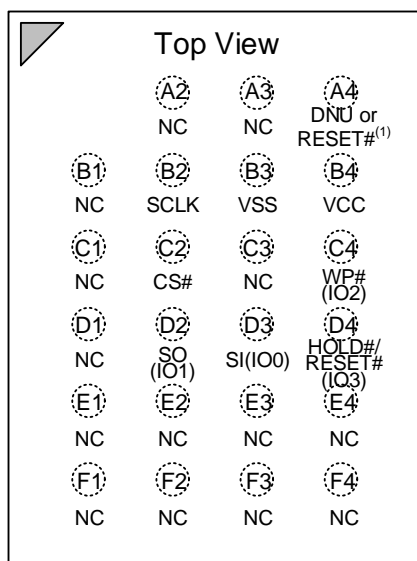 Top View
A2 A3 A4
NC NC DNU or
RESET#(1)
B1 B2 B3 B4
NC SCLK VSS VCC
C1 C2 C3 C4
NC CS# NC WP#
(IO2)
D1 D2 D3 D4
NC SO
(IO1) SI(IO0) HOLD#/
RESET#
(IO3)
E1 E2 E3 E4
NC NC NC NC
F1 F2 F3 F4
NC NC NC NC